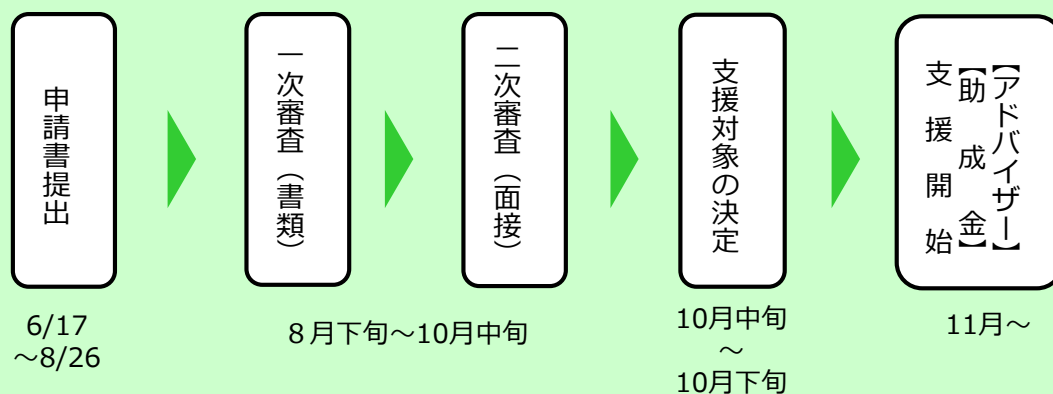 申請書提出
一次審査（書類）
二次審査（面接）
支援対象の決定
【アドバイザー】
【助成金】
支援開始
6/17
～8/26
８月下旬～10月中旬
10月中旬
～
10月下旬
11月～